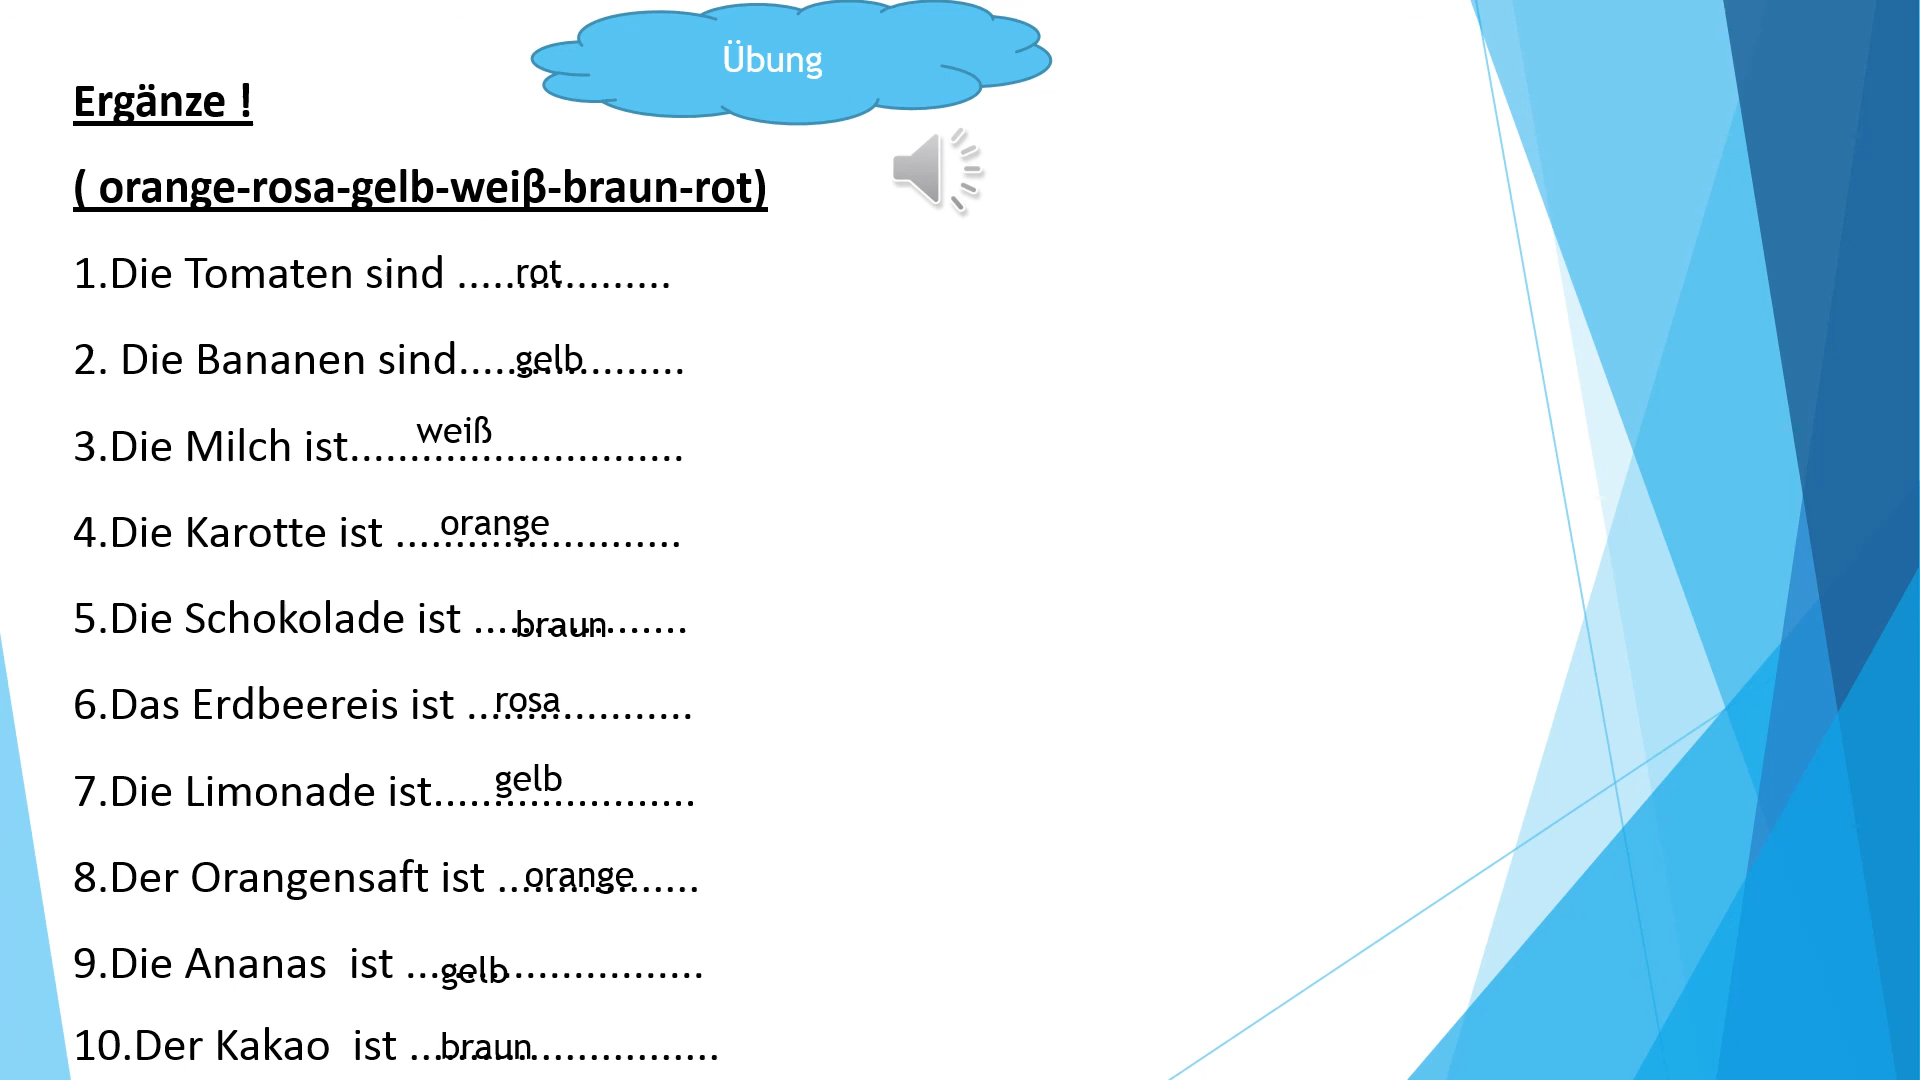 Übung
Ergänze !
( orange-rosa-gelb-weiß-braun-rot)
1.Die Tomaten sind ......rot............
2. Die Bananen sind.....gelb.............
3.Die Milch ist......weiß......................
4.Die Karotte ist ....orange....................
5.Die Schokolade ist ....braun..............
6.Das Erdbeereis ist ...rosa................
7.Die Limonade ist.....gelb.................
8.Der Orangensaft ist ..orange...............
9.Die Ananas  ist ...gelb......................
10.Der Kakao  ist ...braun.......................